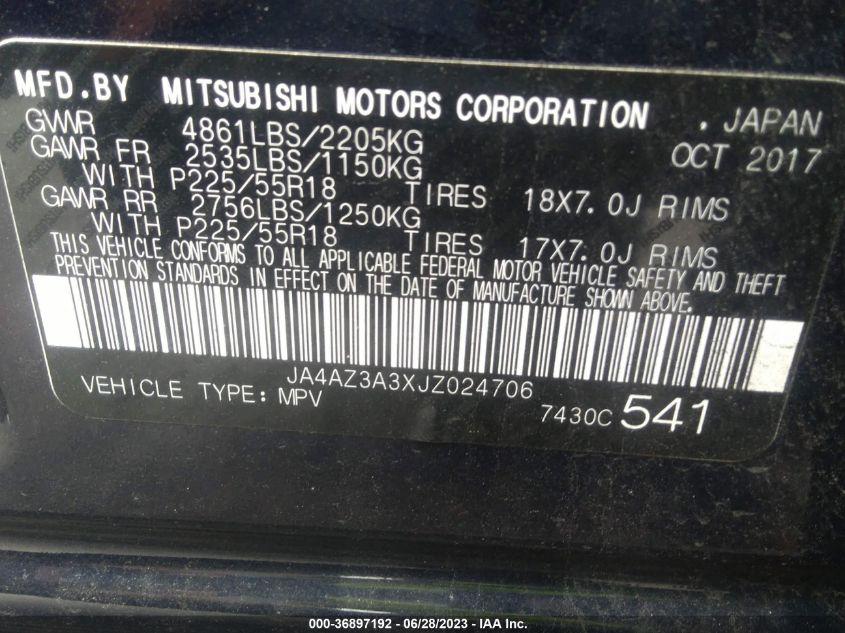 MFD.BY MITSUBISHI MOTORS CORPORATION . JAPAN
GVWR 4861LBS/2205KG OCT 2017
GAWR FR 2535LBS/1150KG
WITH P225/55R18 TIRES 18X7.0J RIMS
GAWR RR 2756LBS/1250KG
WITH P225/55R18 TIRES 17X7.0J RIMS
THIS VEHICLE CONFORMS TO ALL APPLICABLE FEDERAL MOTOR VEHICLE SAFETY AND THEFT
PREVENTION STANDARDS IN EFFECT ON THE DATE OF MANUFACTURE SHOWN ABOVE.
JA4AZ3A3XJZ024706
VEHICLE TYPE: MPV 7430C 541
000-36897192 - 06/28/2023 - IAAI.COM